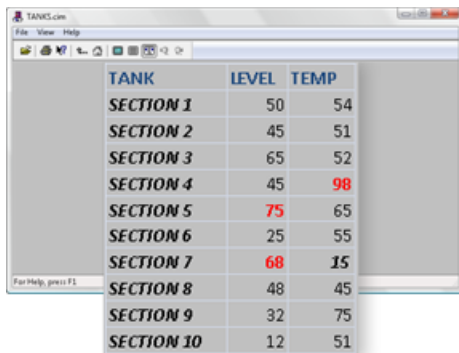 TANKS.cim
File View Help
TANK LEVEL TEMP
SECTION 1 50 54
SECTION 2 45 51
SECTION 3 65 52
SECTION 4 45 98
SECTION 5 75 65
SECTION 6 25 55
SECTION 7 68 15
SECTION 8 48 45
SECTION 9 32 75
SECTION 10 12 51
For Help, press F1